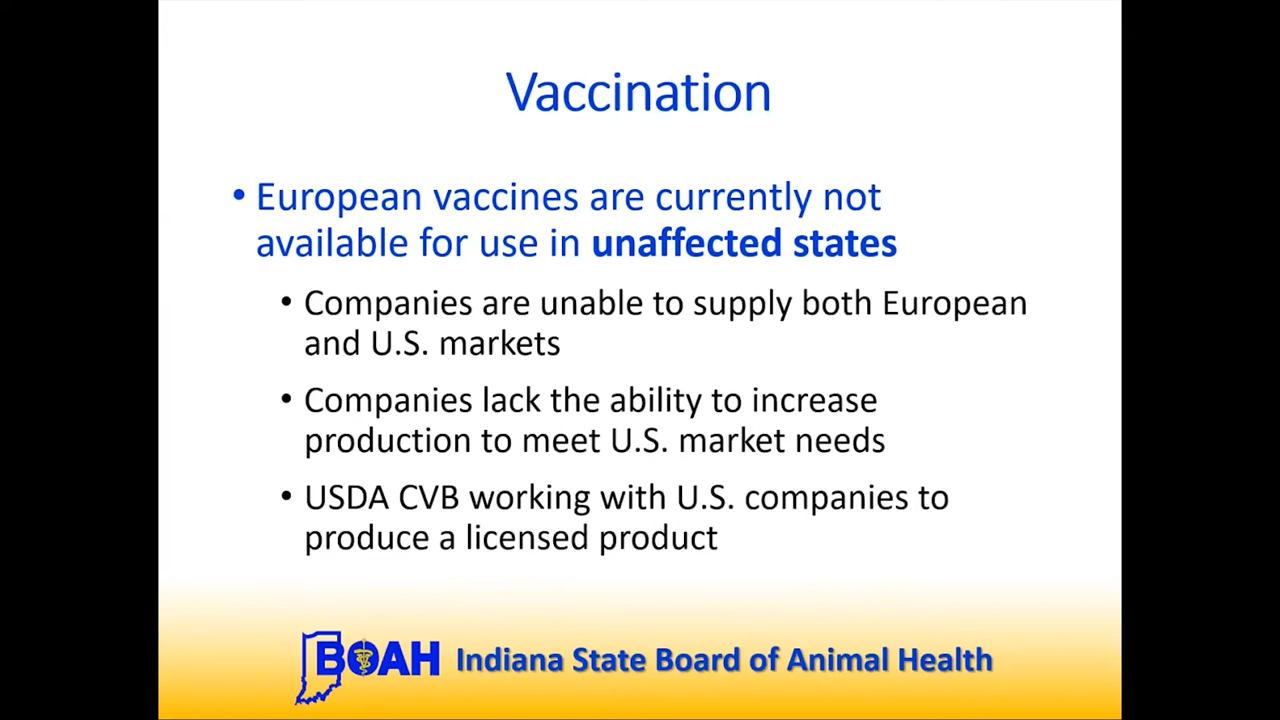 Vaccination
• European vaccines are currently not
available for use in unaffected states
• Companies are unable to supply both European
and U.S. markets
• Companies lack the ability to increase
production to meet U.S. market needs
• USDA CVB working with U.S. companies to
produce a licensed product
BOAH Indiana State Board of Animal Health